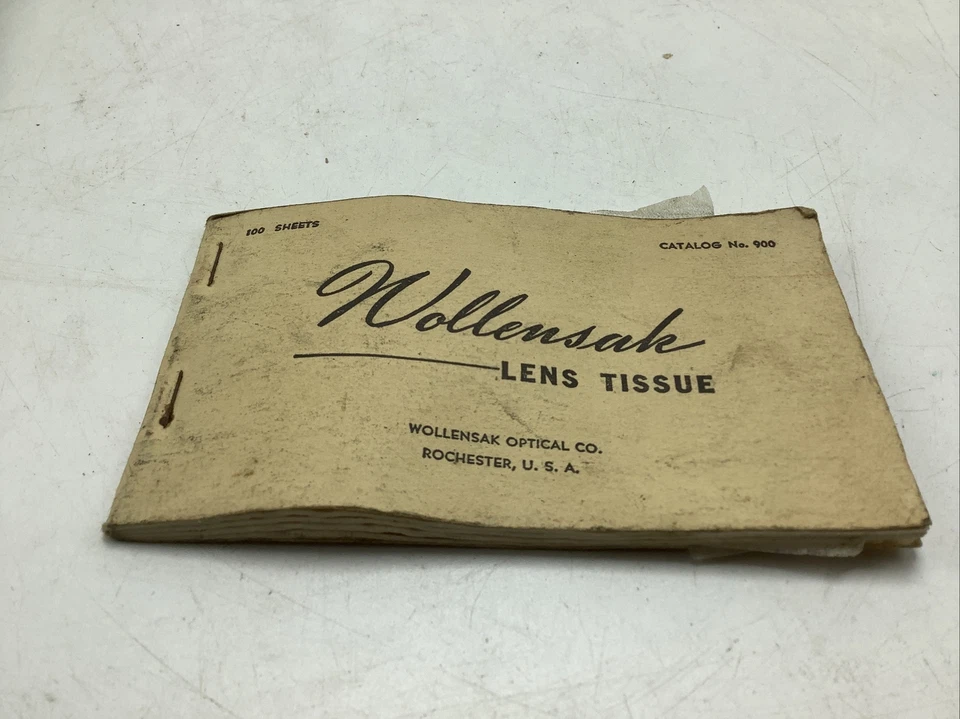 100 SHEETS
CATALOG No. 900
Wollensak
LENS TISSUE
WOLLENSAK OPTICAL CO.
ROCHESTER, U. S. A.